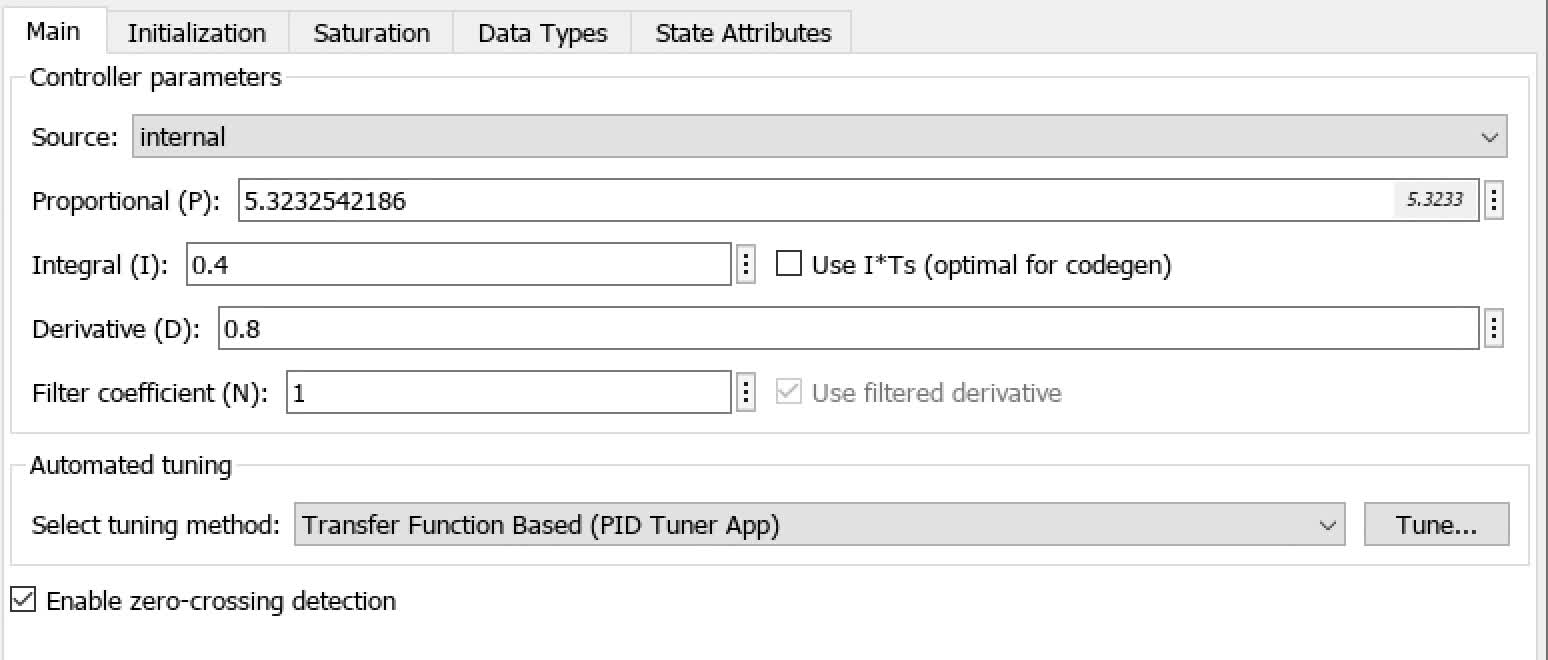 Main Initialization Saturation Data Types State Attributes
Controller parameters
Source: internal
Proportional (P): 5.3232542186 5.3233
Integral (I): 0.4 Use I*Ts (optimal for codegen)
Derivative (D): 0.8
Filter coefficient (N): 1 Use filtered derivative
Automated tuning
Select tuning method: Transfer Function Based (PID Tuner App) Tune...
Enable zero-crossing detection